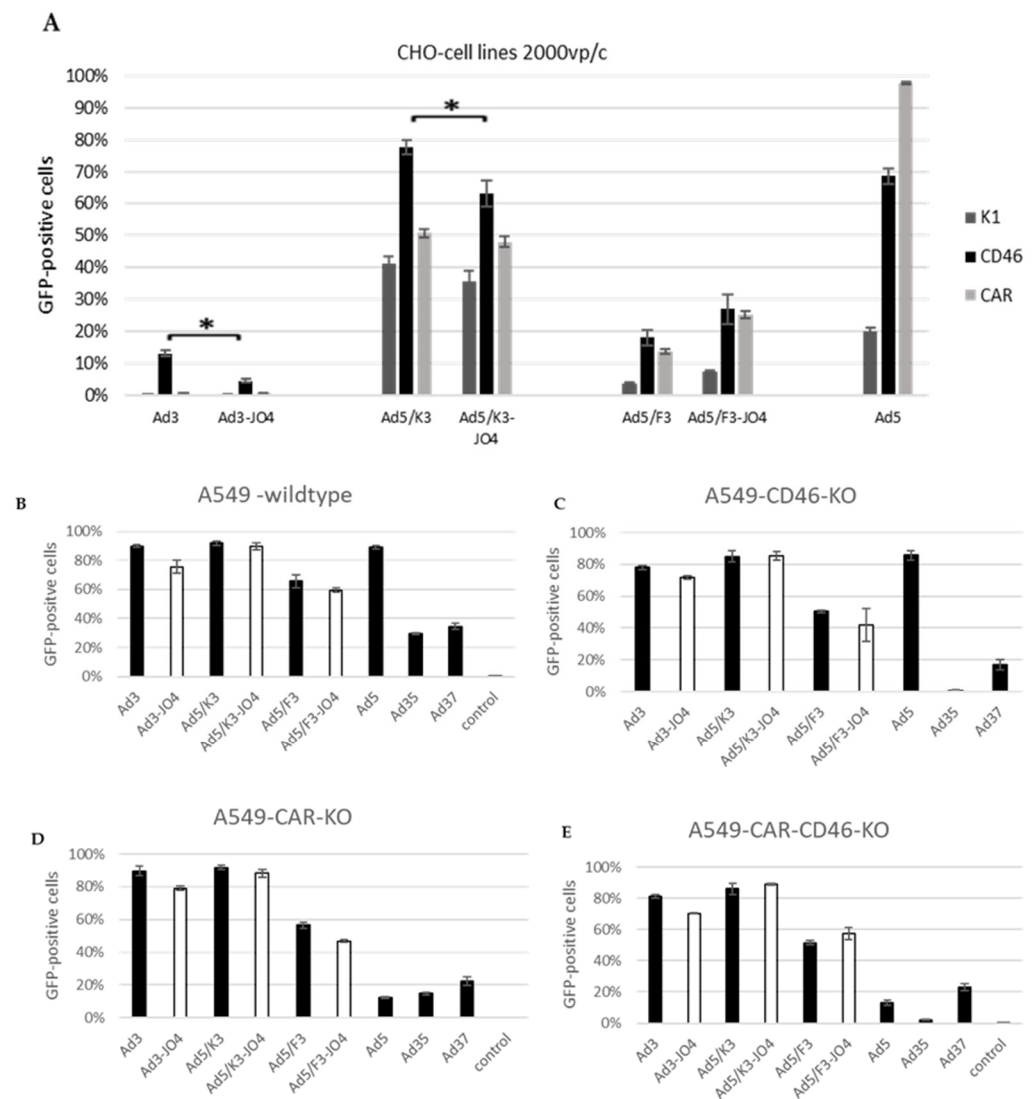 A
CHO-cell lines 2000vp/c
100%
90%
80%
70%
60%
50%
40%
30%
20%
10%
0%
GFP-positive cells
*
*
K1
CD46
CAR
Ad3
Ad3-JO4
Ad5/K3
Ad5/K3-
JO4
Ad5/F3
Ad5/F3-JO4
Ad5
B
A549 -wildtype
GFP-positve cells
100%
80%
60%
40%
20%
0%
Ad3
Ad3-JO4
Ad5/K3
Ad5/K3-JO4
Ad5/F3
Ad5/F3-JO4
Ad5
Ad35
Ad37
control
C
A549-CD46-KO
GFP-positive cells
100%
80%
60%
40%
20%
0%
Ad3
Ad3-JO4
Ad5/K3
Ad5/K3-JO4
Ad5/F3
Ad5/F3-JO4
Ad5
Ad35
Ad37
D
A549-CAR-KO
GFP-positive cells
100%
80%
60%
40%
20%
0%
Ad3
Ad3-JO4
Ad5/K3
Ad5/K3-JO4
Ad5/F3
Ad5/F3-JO4
Ad5
Ad35
Ad37
control
E
A549-CAR-CD46-KO
GFP-positive cells
100%
80%
60%
40%
20%
0%
Ad3
Ad3-JO4
Ad5/K3
Ad5/K3-JO4
Ad5/F3
Ad5/F3-JO4
Ad5
Ad35
Ad37
control